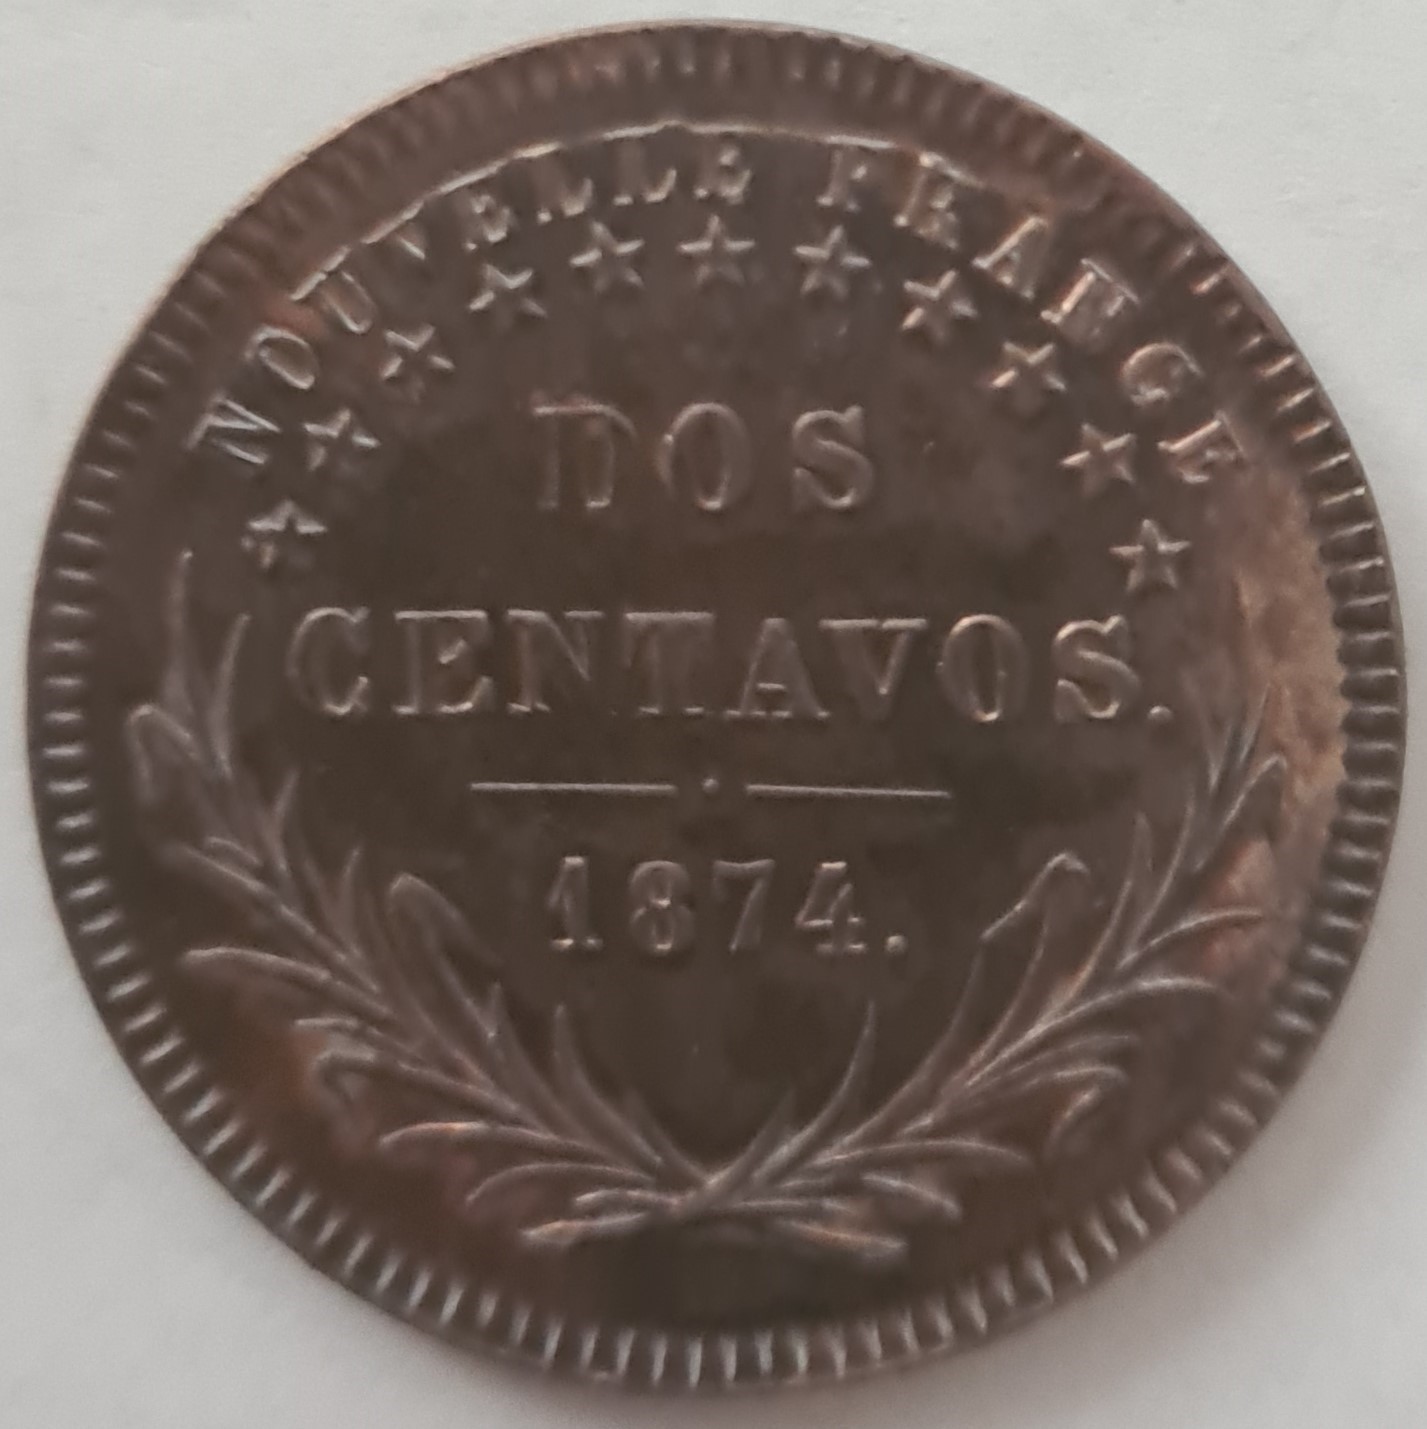 NOUVELLE FRANCE
DOS
CENTAVOS.
1874.